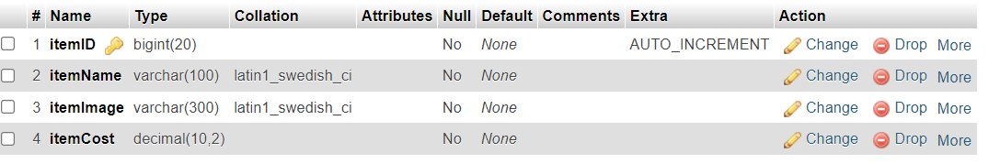 # Name Type Collation Attributes Null Default Comments Extra Action
1 itemID bigint(20) No None AUTO_INCREMENT Change Drop More
2 itemName varchar(100) latin1_swedish_ci No None Change Drop More
3 itemImage varchar(300) latin1_swedish_ci No None Change Drop More
4 itemCost decimal(10,2) No None Change Drop More